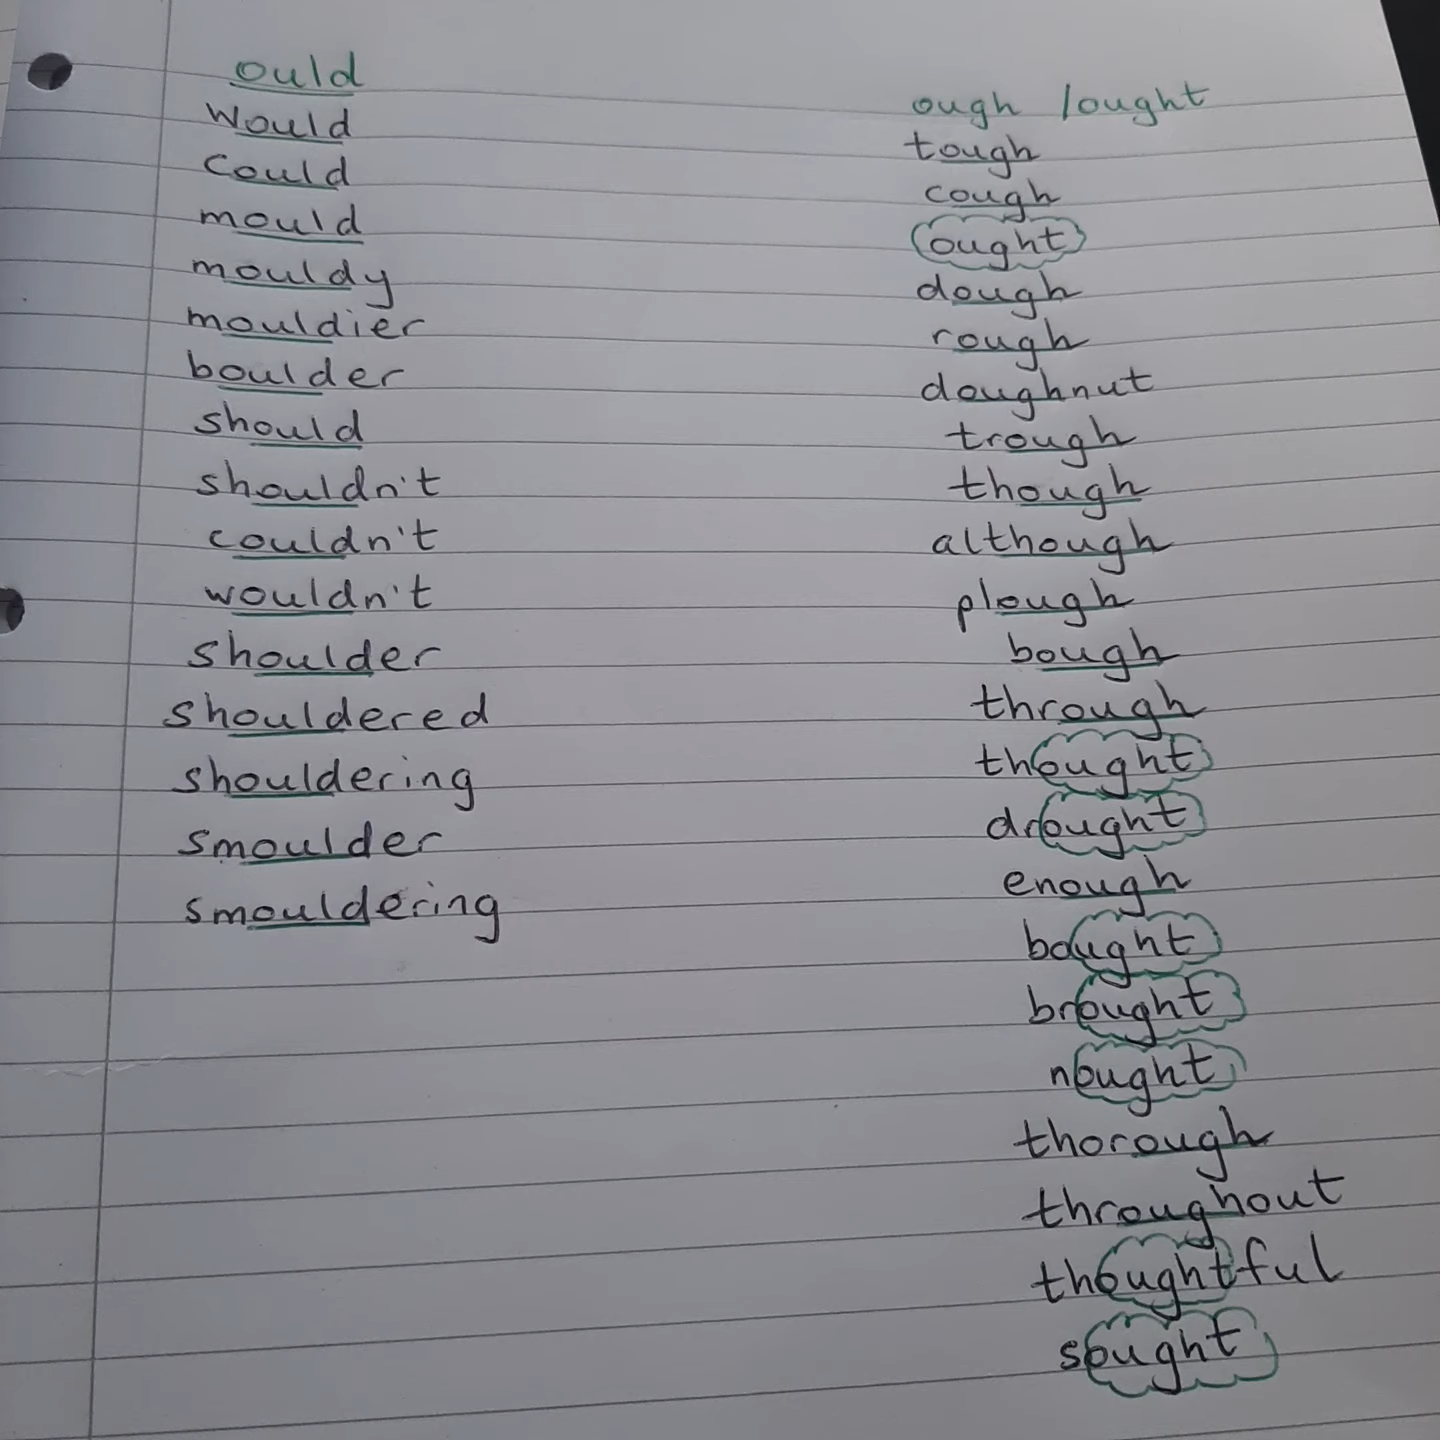 ould
would
could
mould
mouldy
mouldier
boulder
should
shouldn't
couldn't
wouldn't
shoulder
shouldered
shouldering
smoulder
smouldering
ough /ought
tough
cough
ought
dough
rough
doughnut
trough
though
although
plough
bough
through
thought
drought
enough
bought
brought
nought
thorough
throughout
thoughtful
sought